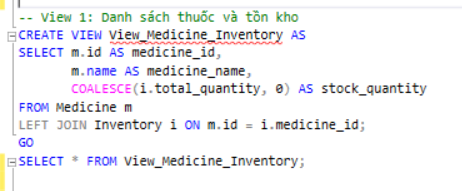 -- View 1: Danh sách thuốc và tồn kho
CREATE VIEW View_Medicine_Inventory AS
SELECT m.id AS medicine_id,
       m.name AS medicine_name,
       COALESCE(i.total_quantity, 0) AS stock_quantity
FROM Medicine m
LEFT JOIN Inventory i ON m.id = i.medicine_id;
GO
SELECT * FROM View_Medicine_Inventory;